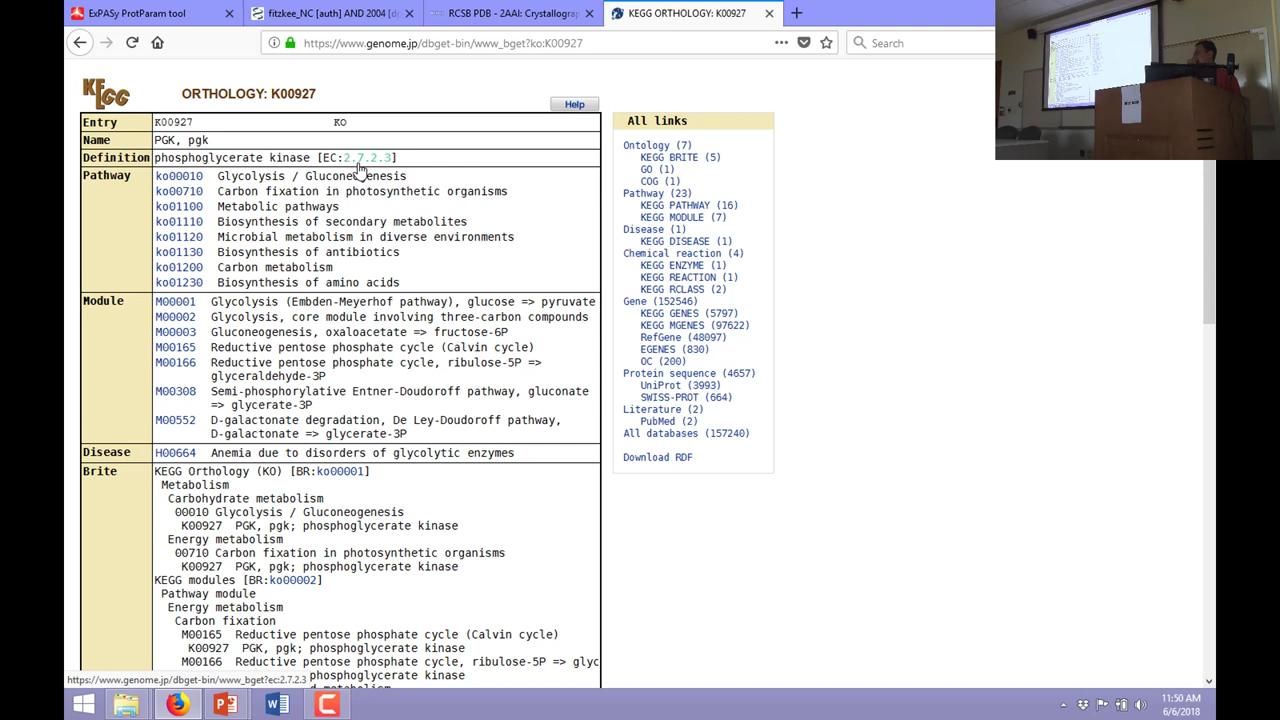 ExPASy ProtParam tool
fitzkee_NC [auth] AND 2004 [dp
RCSB PDB - 2AAI: Crystallogra
KEGG ORTHOLOGY: K00927
https://www.genome.jp/dbget-bin/www_bget?ko:K00927
Search
KEGG
ORTHOLOGY: K00927
Help
Entry K00927 KO
Name PGK, pgk
Definition phosphoglycerate kinase [EC:2.7.2.3]
Pathway ko00010 Glycolysis / Gluconeogenesis
ko00710 Carbon fixation in photosynthetic organisms
ko01100 Metabolic pathways
ko01110 Biosynthesis of secondary metabolites
ko01120 Microbial metabolism in diverse environments
ko01130 Biosynthesis of antibiotics
ko01200 Carbon metabolism
ko01230 Biosynthesis of amino acids
Module M00001 Glycolysis (Embden-Meyerhof pathway), glucose => pyruvate
M00002 Glycolysis, core module involving three-carbon compounds
M00003 Gluconeogenesis, oxaloacetate => fructose-6P
M00165 Reductive pentose phosphate cycle (Calvin cycle)
M00166 Reductive pentose phosphate cycle, ribulose-5P =>
glyceraldehyde-3P
M00308 Semi-phosphorylative Entner-Doudoroff pathway, gluconate
=> glycerate-3P
M00552 D-galactonate degradation, De Ley-Doudoroff pathway,
D-galactonate => glycerate-3P
Disease H00664 Anemia due to disorders of glycolytic enzymes
Brite KEGG Orthology (KO) [BR:ko00001]
Metabolism
Carbohydrate metabolism
00010 Glycolysis / Gluconeogenesis
K00927 PGK, pgk; phosphoglycerate kinase
Energy metabolism
00710 Carbon fixation in photosynthetic organisms
K00927 PGK, pgk; phosphoglycerate kinase
KEGG modules [BR:ko00002]
Pathway module
Energy metabolism
Carbon fixation
M00165 Reductive pentose phosphate cycle (Calvin cycle)
K00927 PGK, pgk; phosphoglycerate kinase
M00166 Reductive pentose phosphate cycle, ribulose-5P => glyc
phosphoglycerate kinase
All links
Ontology (7)
KEGG BRITE (5)
GO (1)
COG (1)
Pathway (23)
KEGG PATHWAY (16)
KEGG MODULE (7)
Disease (1)
KEGG DISEASE (1)
Chemical reaction (4)
KEGG ENZYME (1)
KEGG REACTION (1)
KEGG RCLASS (2)
Gene (152546)
KEGG GENES (5797)
KEGG MGENES (97622)
RefGene (48097)
EGENES (830)
OC (200)
Protein sequence (4657)
UniProt (3993)
SWISS-PROT (664)
Literature (2)
PubMed (2)
All databases (157240)
Download RDF
https://www.genome.jp/dbget-bin/www_bget?ec:2.7.2.3
11:50 AM
6/6/2018